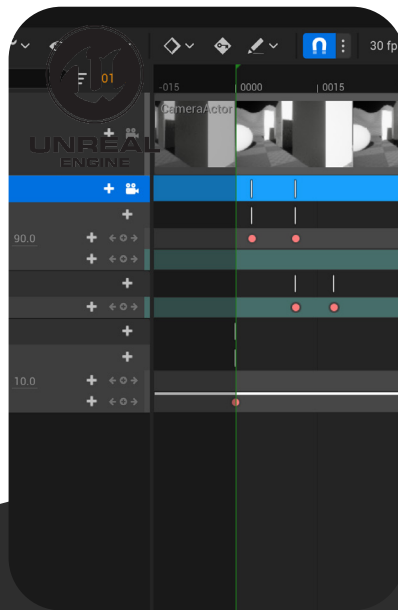 30 fp
01
-015 0000 0015
CameraActor
UNREAL
ENGINE
90.0
10.0